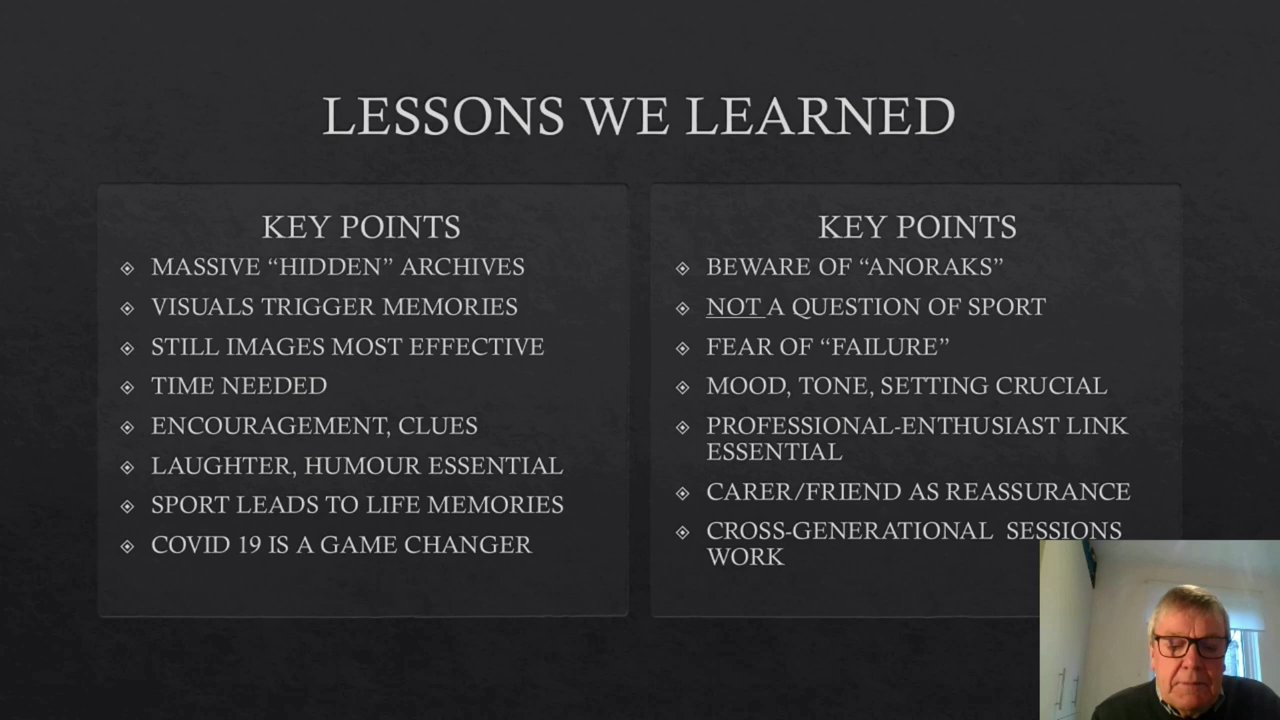 LESSONS WE LEARNED
KEY POINTS
MASSIVE “HIDDEN” ARCHIVES
VISUALS TRIGGER MEMORIES
STILL IMAGES MOST EFFECTIVE
TIME NEEDED
ENCOURAGEMENT, CLUES
LAUGHTER, HUMOUR ESSENTIAL
SPORT LEADS TO LIFE MEMORIES
COVID 19 IS A GAME CHANGER
KEY POINTS
BEWARE OF “ANORAKS”
NOT A QUESTION OF SPORT
FEAR OF “FAILURE”
MOOD, TONE, SETTING CRUCIAL
PROFESSIONAL-ENTHUSIAST LINK
ESSENTIAL
CARER/FRIEND AS REASSURANCE
CROSS-GENERATIONAL SESSIONS
WORK